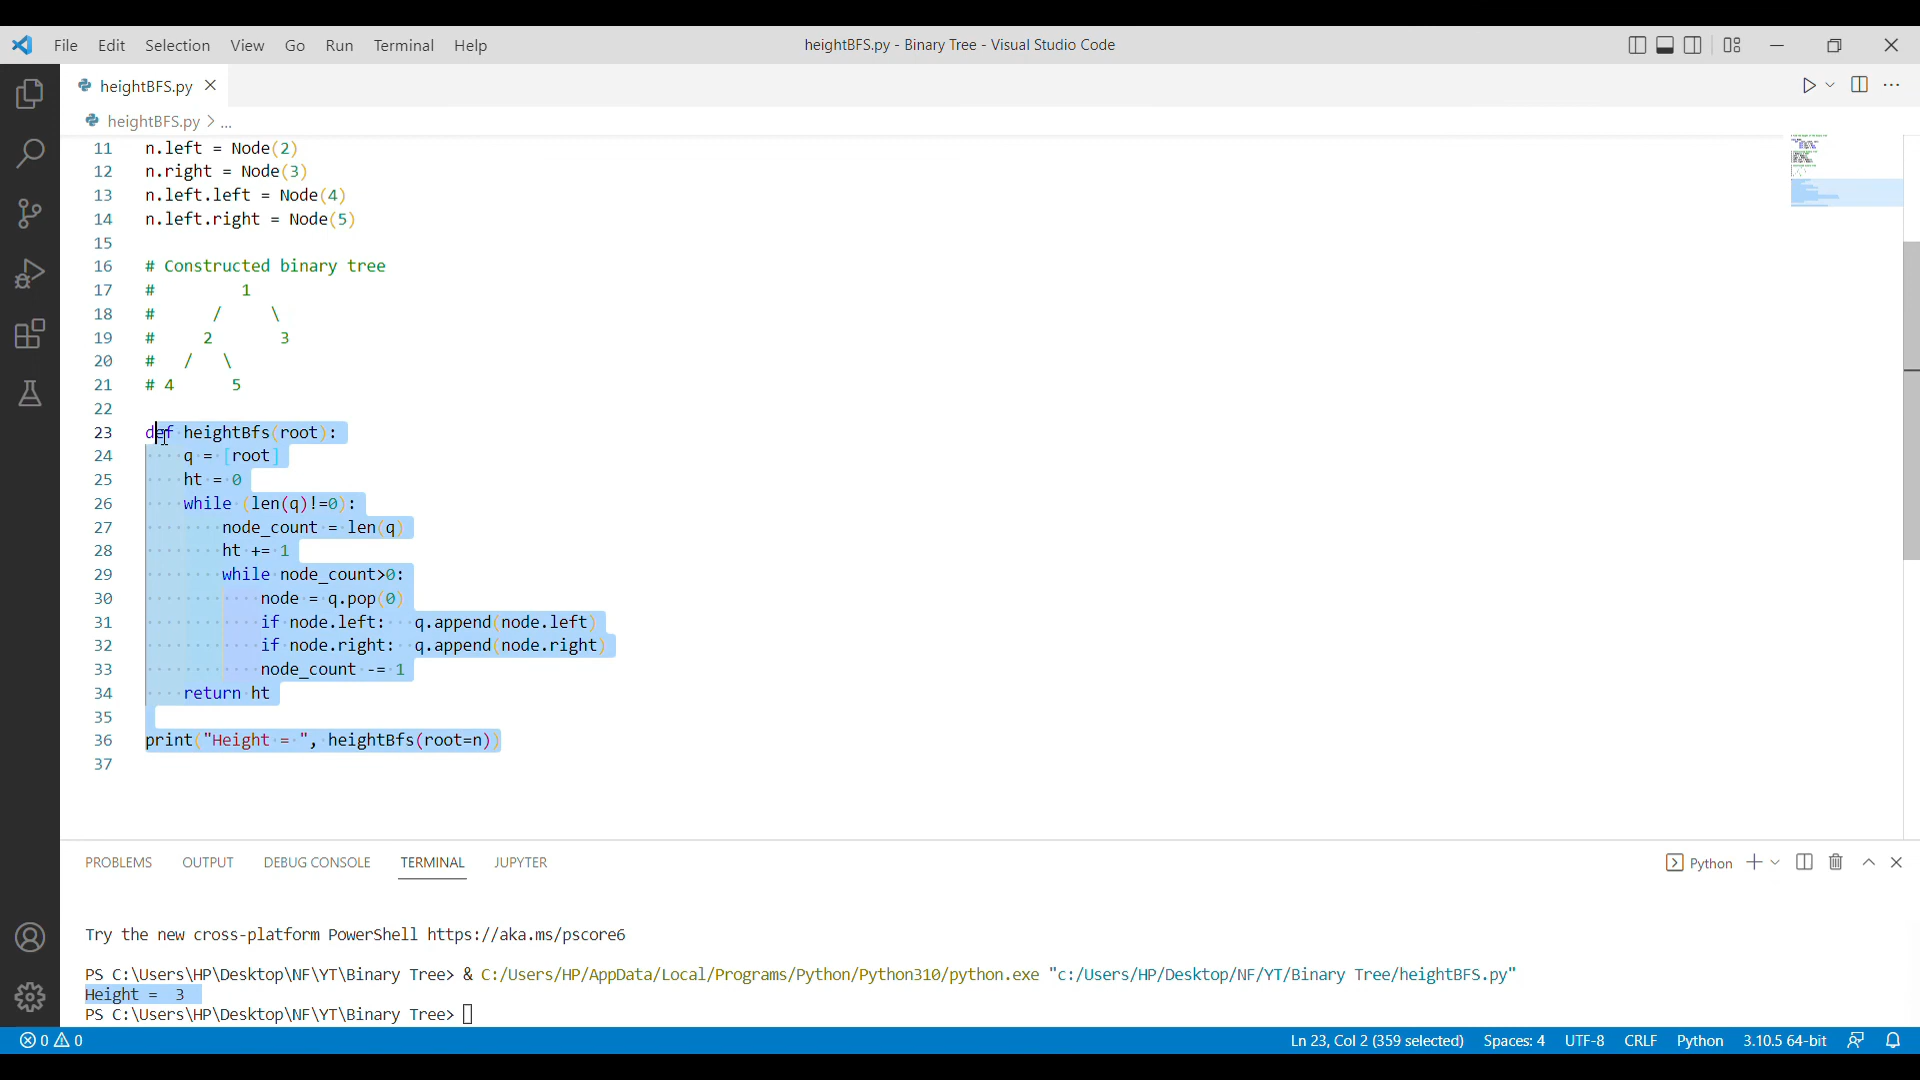 File Edit Selection View Go Run Terminal Help heightBFS.py - Binary Tree - Visual Studio Code
heightBFS.py
heightBFS.py > ...
11 n.left = Node(2)
12 n.right = Node(3)
13 n.left.left = Node(4)
14 n.left.right = Node(5)
15
16 # Constructed binary tree
17 #          1
18 #      /     \
19 #     2       3
20 #   /   \
21 # 4      5
22
23 def heightBfs(root):
24     q = [root]
25     ht = 0
26     while (len(q)!=0):
27         node_count = len(q)
28         ht += 1
29         while node_count>0:
30             node = q.pop(0)
31             if node.left:   q.append(node.left)
32             if node.right:  q.append(node.right)
33             node_count -= 1
34     return ht
35
36 print("Height = ", heightBfs(root=n))
37
PROBLEMS OUTPUT DEBUG CONSOLE TERMINAL JUPYTER Python
Try the new cross-platform PowerShell https://aka.ms/pscore6
PS C:\Users\HP\Desktop\NF\YT\Binary Tree> & C:/Users/HP/AppData/Local/Programs/Python/Python310/python.exe "c:/Users/HP/Desktop/NF/YT/Binary Tree/heightBFS.py"
Height =  3
PS C:\Users\HP\Desktop\NF\YT\Binary Tree>
0 0 Ln 23, Col 2 (359 selected) Spaces: 4 UTF-8 CRLF Python 3.10.5 64-bit